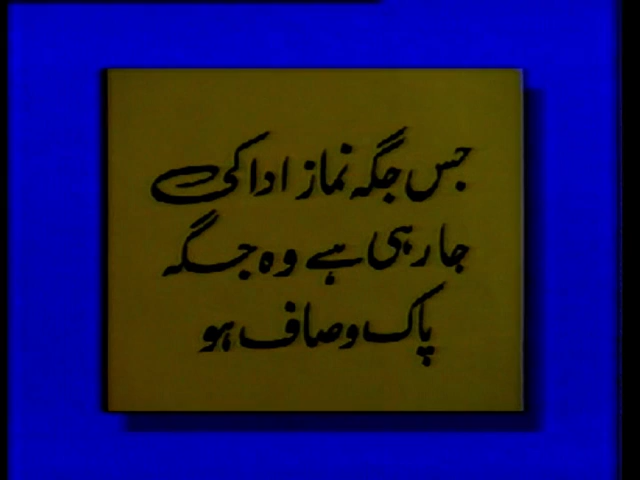 جس جگہ نماز ادا کی
جا رہی ہے وہ جگہ
پاک و صاف ہو